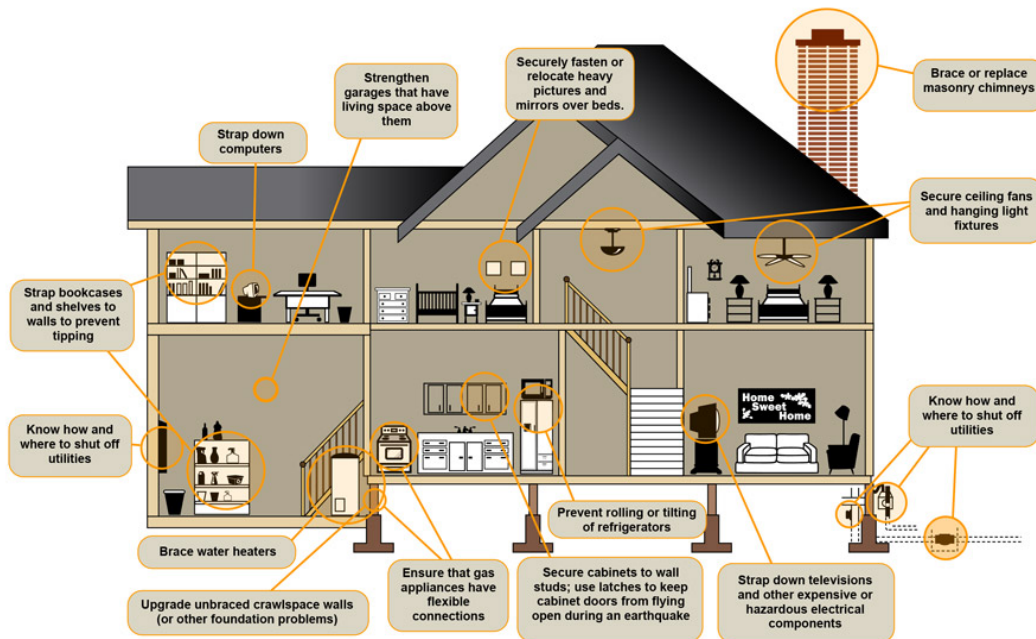 Strengthen
garages that have
living space above
them
Securely fasten or
relocate heavy
pictures and
mirrors over beds.
Brace or replace
masonry chimneys
Strap down
computers
Secure ceiling fans
and hanging light
fixtures
Strap bookcases
and shelves to
walls to prevent
tipping
Know how and
where to shut off
utilities
Home
Sweet
Home
Know how and
where to shut off
utilities
Brace water heaters
Prevent rolling or tilting
of refrigerators
Upgrade unbraced crawlspace walls
(or other foundation problems)
Ensure that gas
appliances have
flexible
connections
Secure cabinets to wall
studs; use latches to keep
cabinet doors from flying
open during an earthquake
Strap down televisions
and other expensive or
hazardous electrical
components